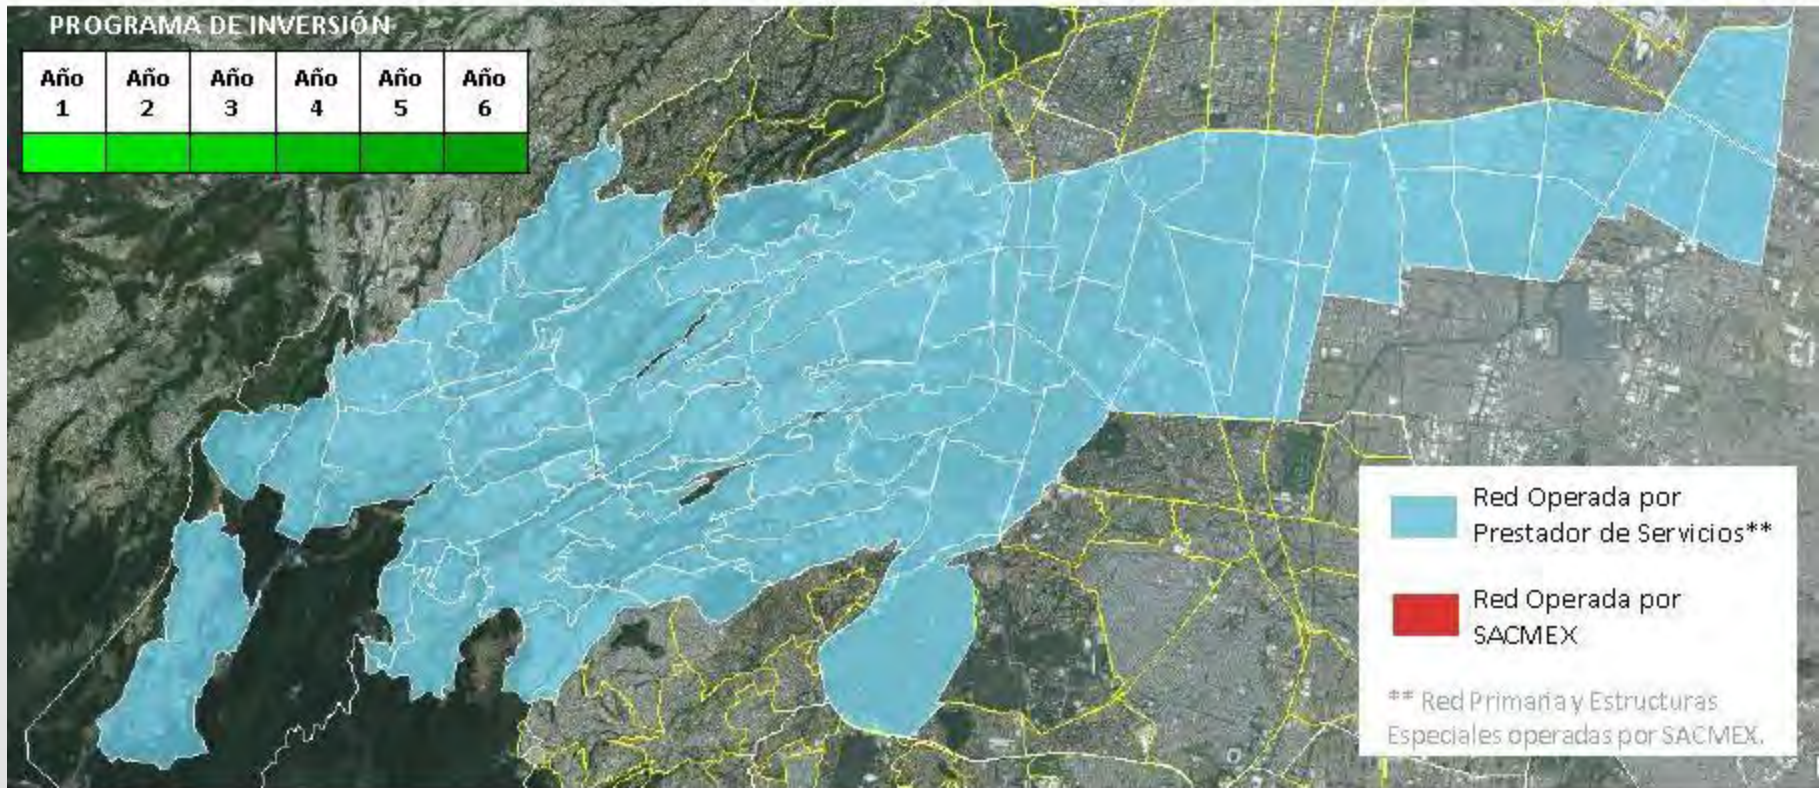 PROGRAMA DE INVERSIÓN
Año 1 Año 2 Año 3 Año 4 Año 5 Año 6
Red Operada por
Prestador de Servicios**
Red Operada por
SACMEX
** Red Primaria y Estructuras
Especiales operadas por SACMEX.